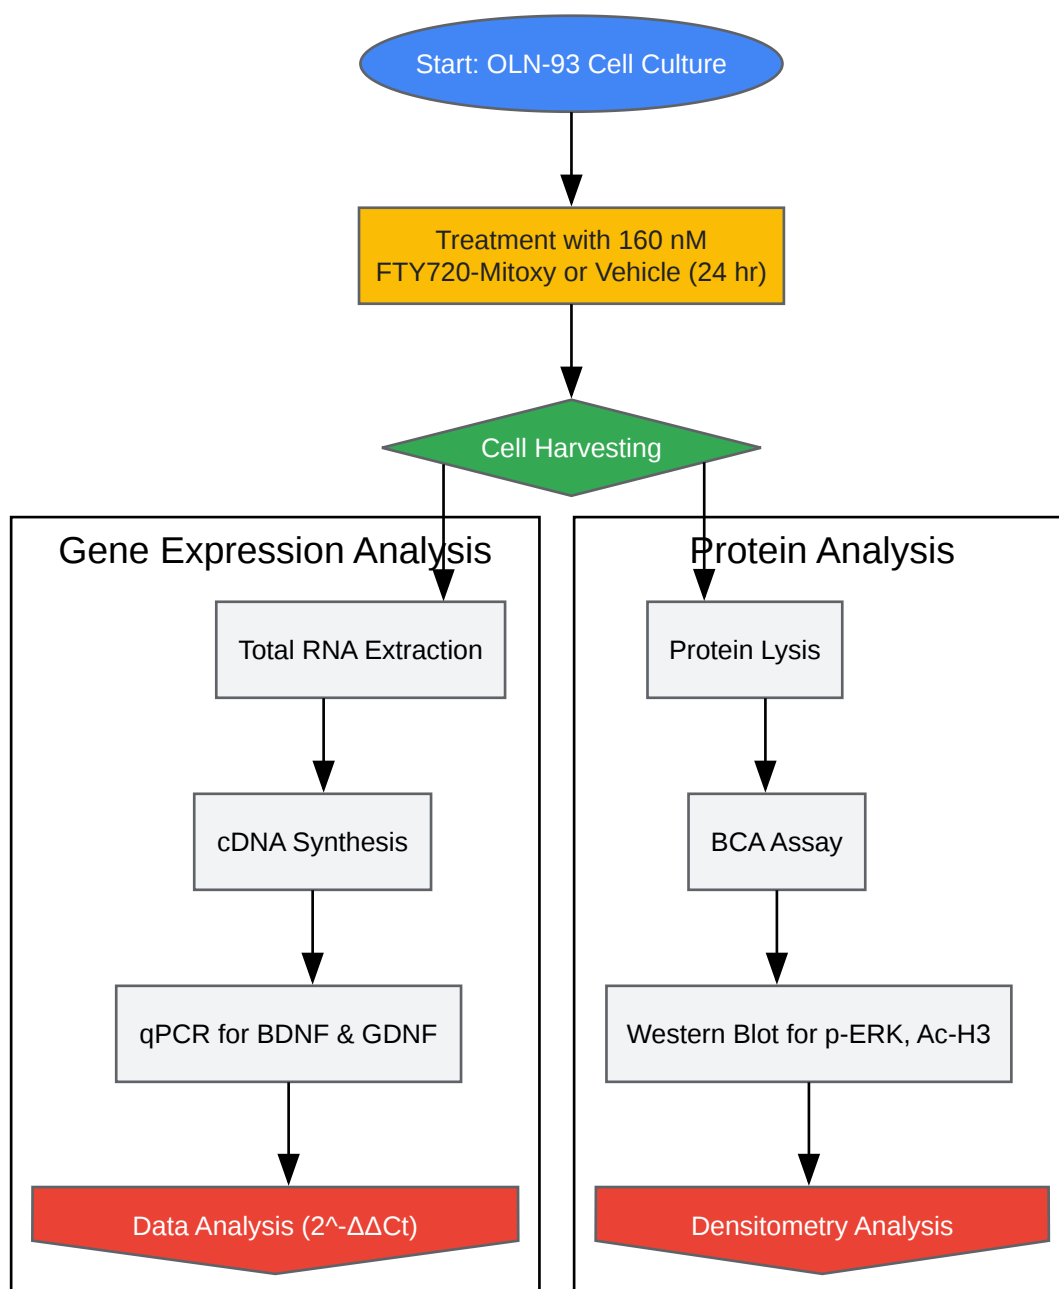 Start: OLN-93 Cell Culture
Treatment with 160 nM
FTY720-Mitoxy or Vehicle (24 hr)
Cell Harvesting
Gene Expression Analysis
Total RNA Extraction
cDNA Synthesis
qPCR for BDNF & GDNF
Data Analysis (2^-ΔΔCt)
Protein Analysis
Protein Lysis
BCA Assay
Western Blot for p-ERK, Ac-H3
Densitometry Analysis